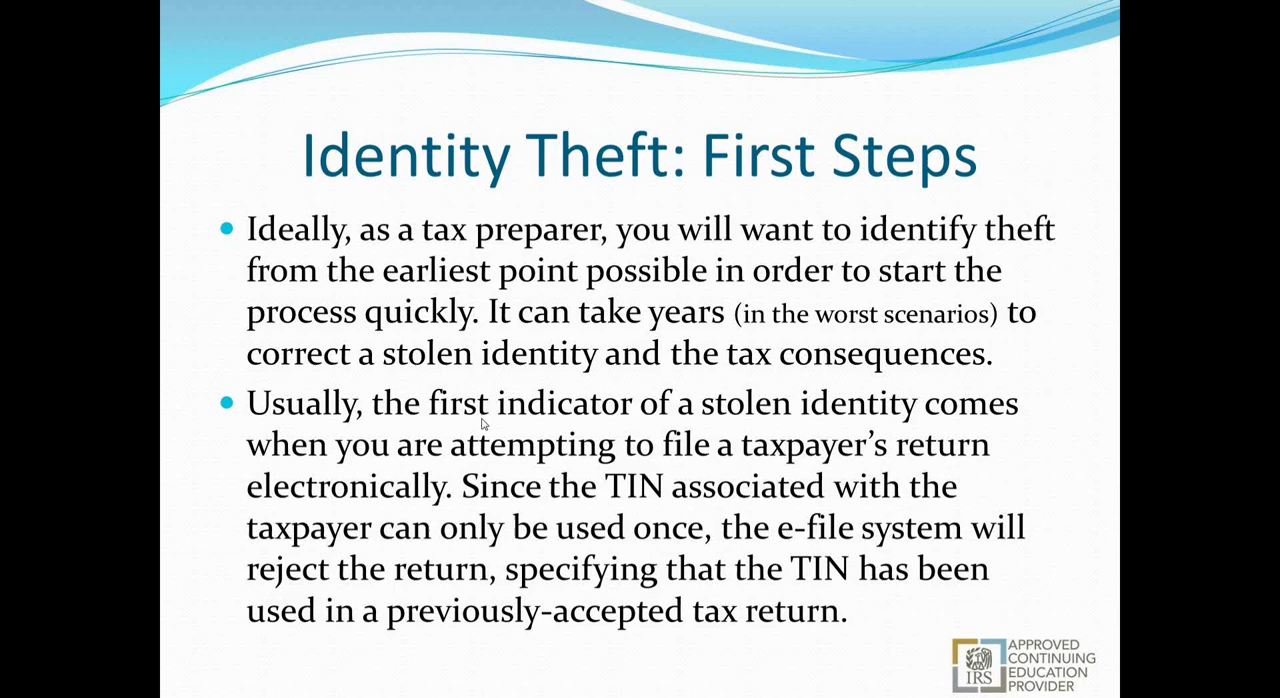 Identity Theft: First Steps
Ideally, as a tax preparer, you will want to identify theft
from the earliest point possible in order to start the
process quickly. It can take years (in the worst scenarios) to
correct a stolen identity and the tax consequences.
Usually, the first indicator of a stolen identity comes
when you are attempting to file a taxpayer’s return
electronically. Since the TIN associated with the
taxpayer can only be used once, the e-file system will
reject the return, specifying that the TIN has been
used in a previously-accepted tax return.
IRS
APPROVED
CONTINUING
EDUCATION
PROVIDER